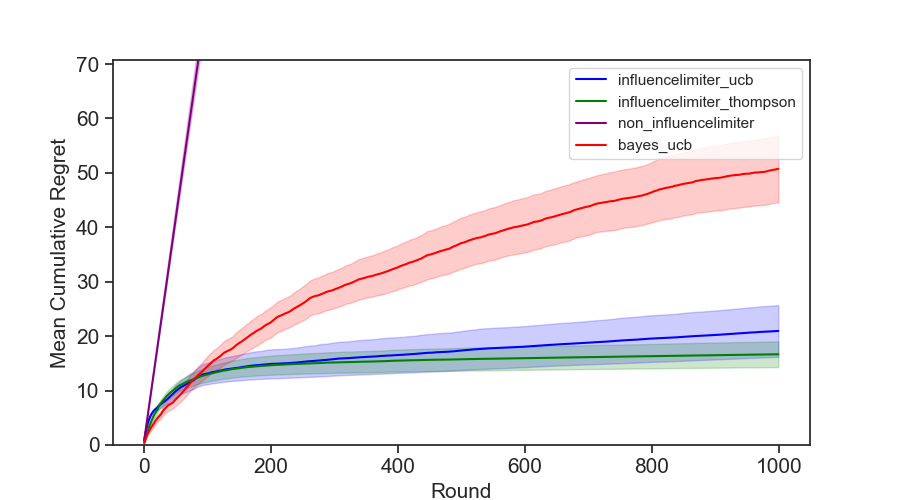 70
60
50
40
30
20
10
0
Mean Cumulative Regret
influencelimiter_ucb
influencelimiter_thompson
non_influencelimiter
bayes_ucb
0 200 400 600 800 1000
Round